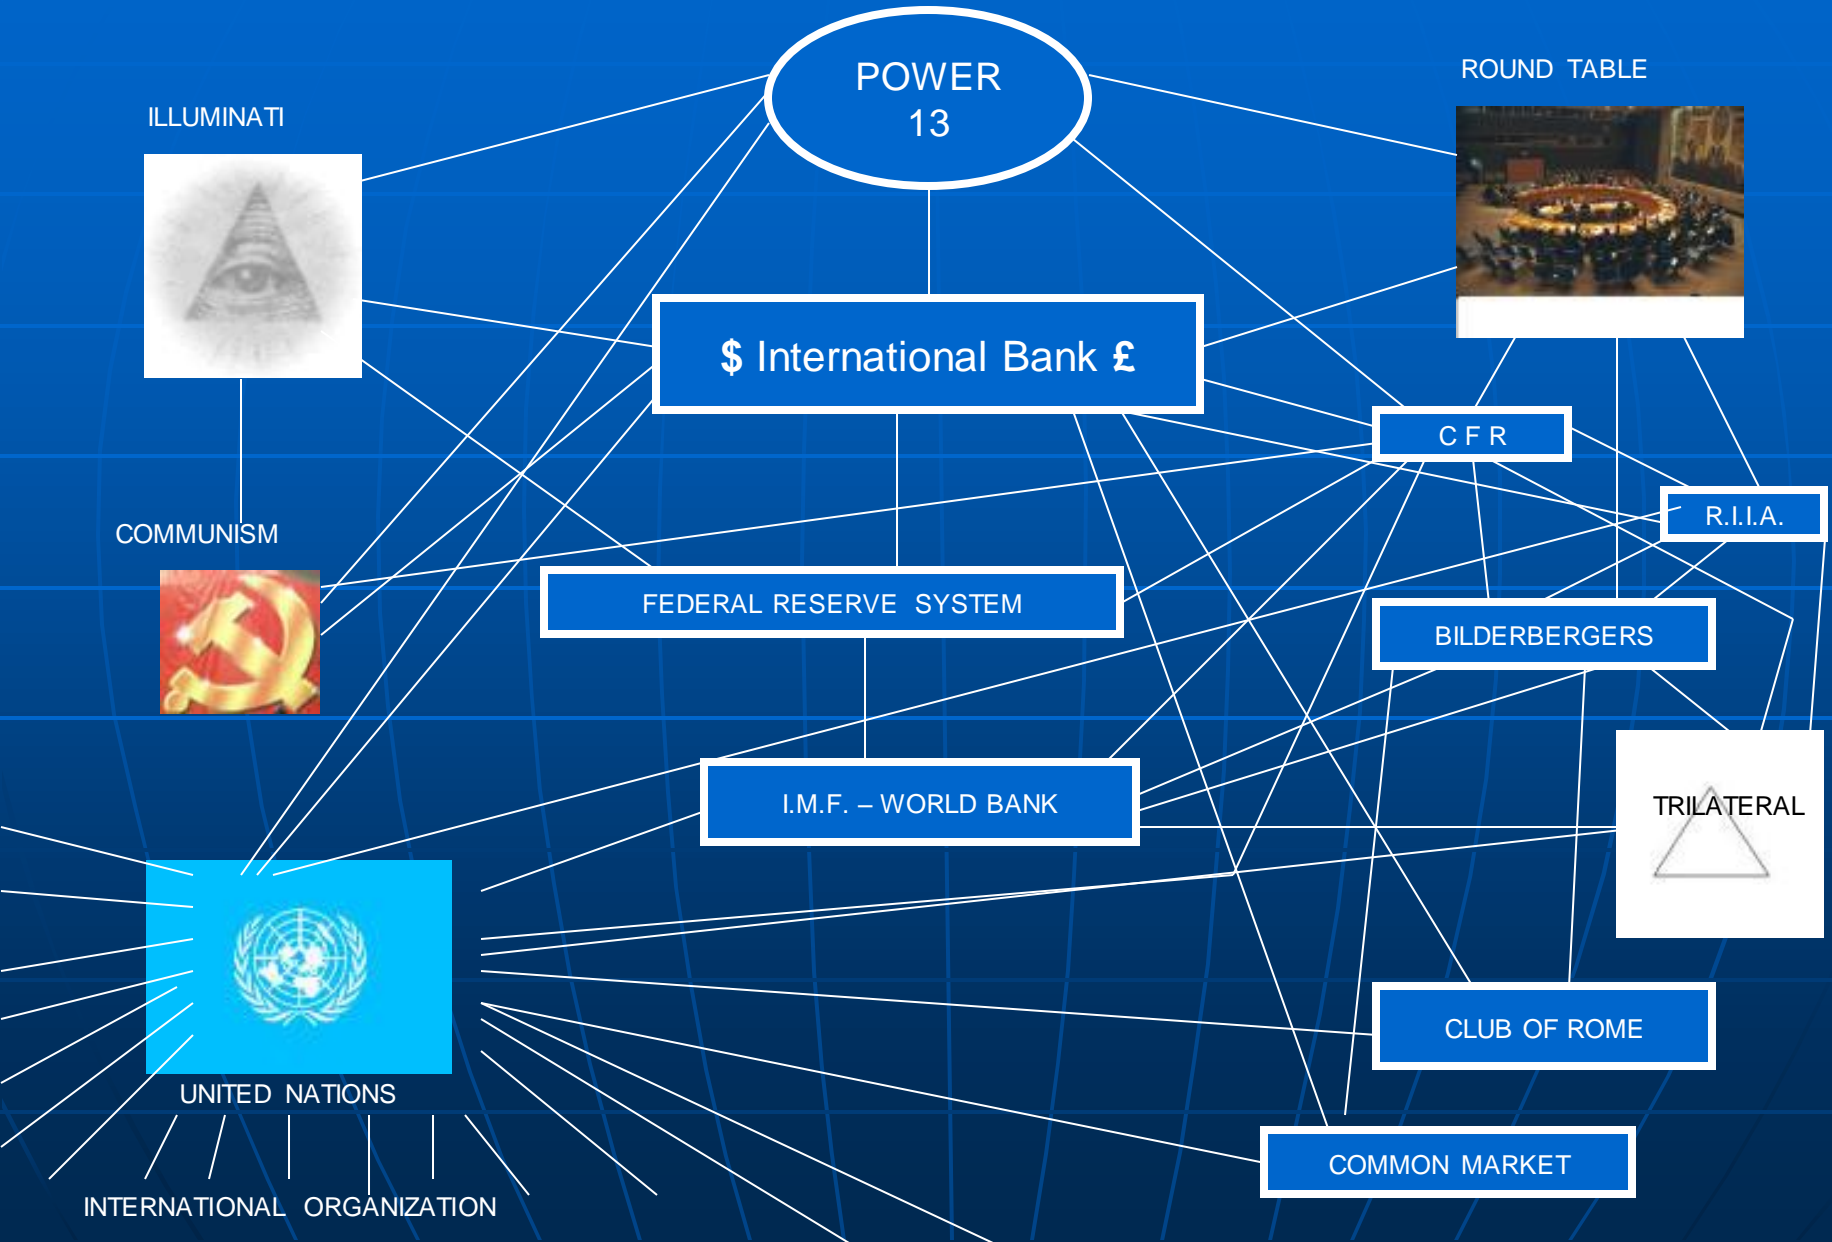 POWER
13
ROUND TABLE
ILLUMINATI
$ International Bank £
C F R
R.I.I.A.
COMMUNISM
FEDERAL RESERVE SYSTEM
BILDERBERGERS
I.M.F. – WORLD BANK
TRILATERAL
CLUB OF ROME
UNITED NATIONS
COMMON MARKET
INTERNATIONAL ORGANIZATION